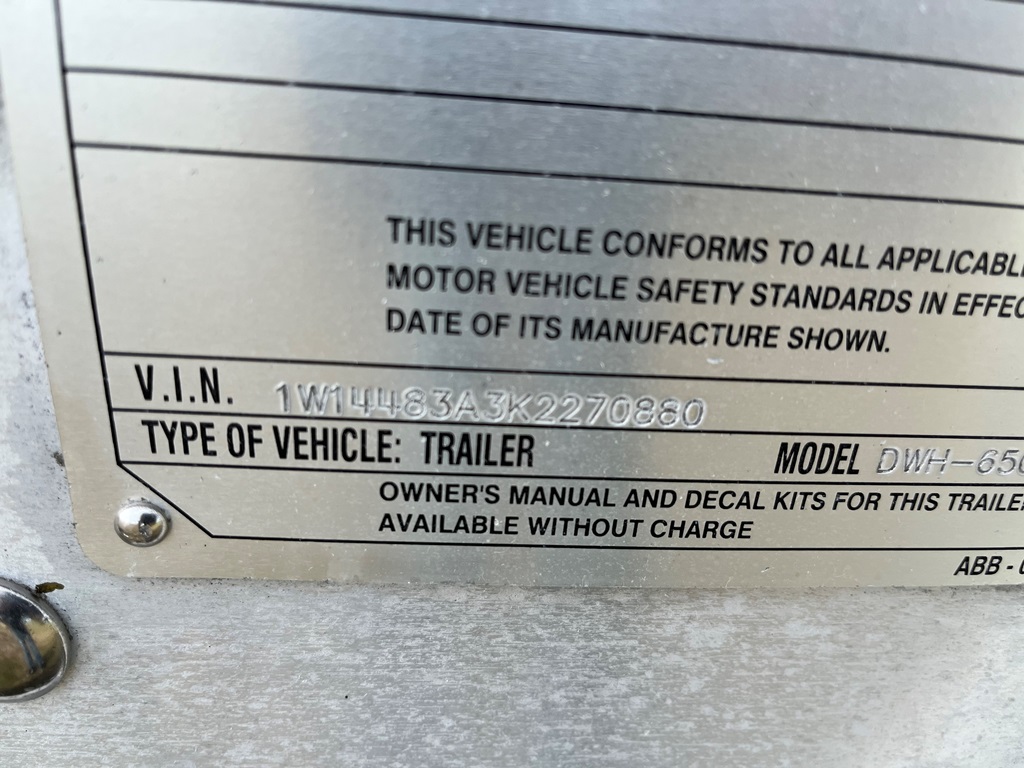 THIS VEHICLE CONFORMS TO ALL APPLICABL
MOTOR VEHICLE SAFETY STANDARDS IN EFFEC
DATE OF ITS MANUFACTURE SHOWN.
V.I.N. 1W14483A3K2270880
TYPE OF VEHICLE: TRAILER MODEL DWH-650
OWNER'S MANUAL AND DECAL KITS FOR THIS TRAILE
AVAILABLE WITHOUT CHARGE
ABB -